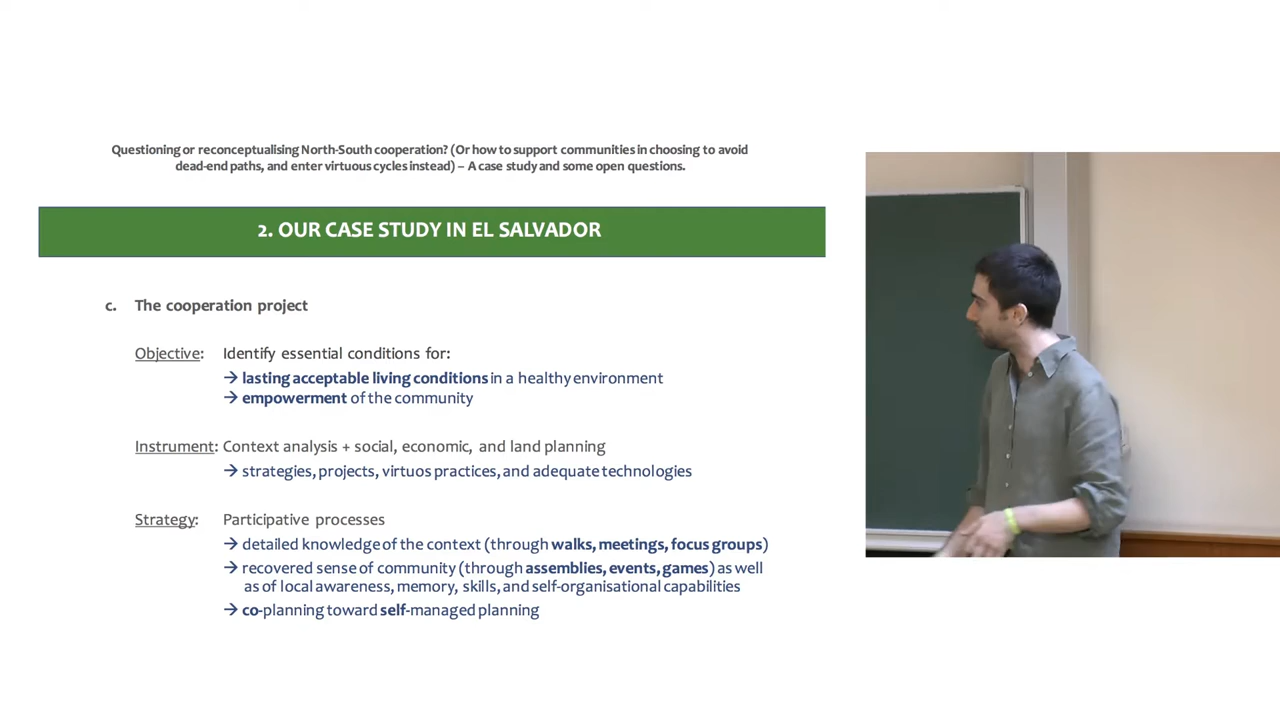 Questioning or reconceptualising North-South cooperation? (Or how to support communities in choosing to avoid
dead-end paths, and enter virtuous cycles instead) – A case study and some open questions.
2. OUR CASE STUDY IN EL SALVADOR
c. The cooperation project
Objective: Identify essential conditions for:
→ lasting acceptable living conditions in a healthy environment
→ empowerment of the community
Instrument: Context analysis + social, economic, and land planning
→ strategies, projects, virtuos practices, and adequate technologies
Strategy: Participative processes
→ detailed knowledge of the context (through walks, meetings, focus groups)
→ recovered sense of community (through assemblies, events, games) as well
as of local awareness, memory, skills, and self-organisational capabilities
→ co-planning toward self-managed planning